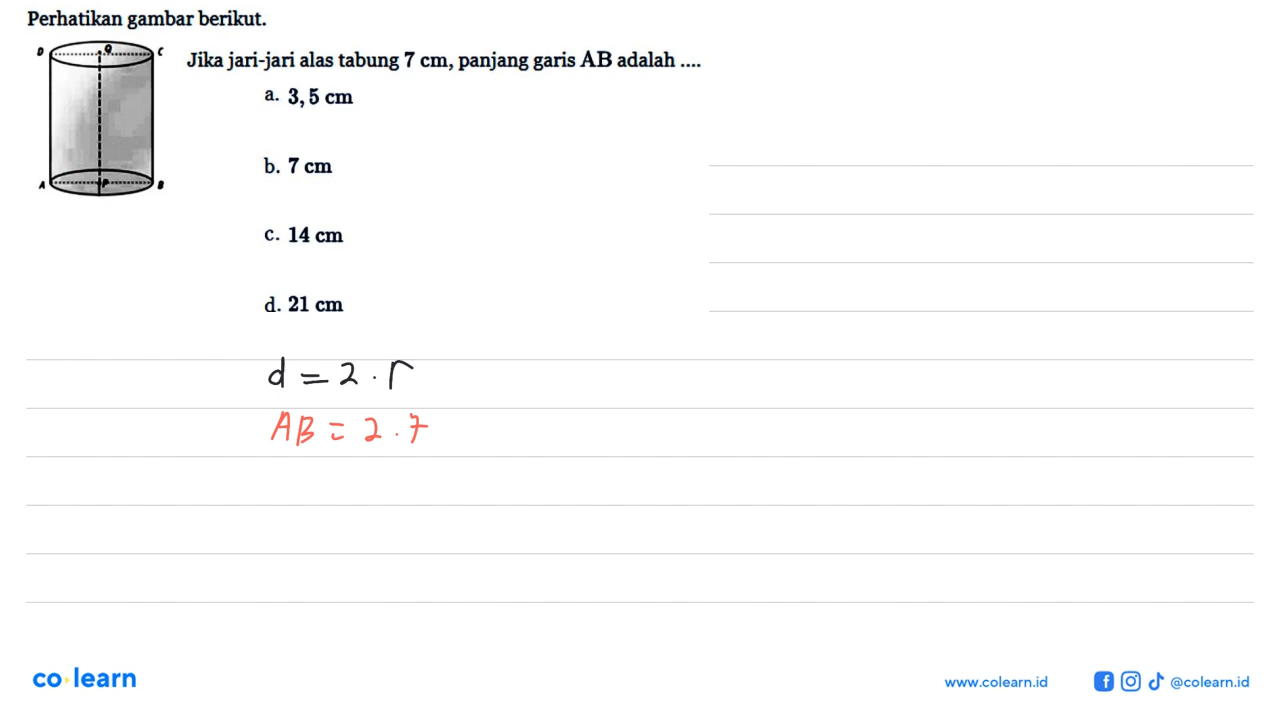 Perhatikan gambar berikut.
D Q C
Jika jari-jari alas tabung 7 cm, panjang garis AB adalah ....
a. 3, 5 cm
b. 7 cm
A P B
c. 14 cm
d. 21 cm
d = 2 . r
AB = 2 . 7
co learn
www.colearn.id
@colearn.id